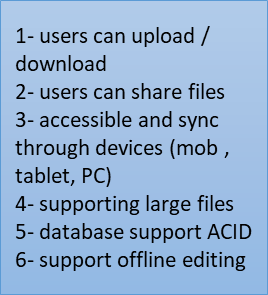 1- users can upload /
download
2- users can share files
3- accessible and sync
through devices (mob ,
tablet, PC)
4- supporting large files
5- database support ACID
6- support offline editing